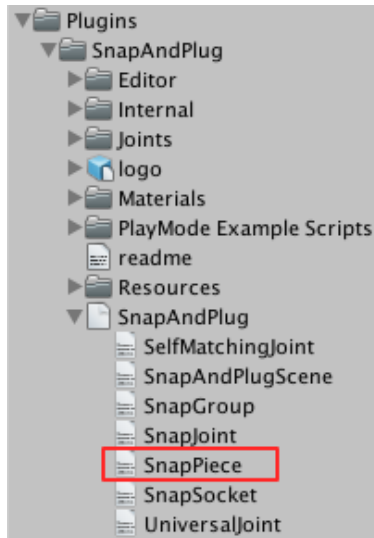 Plugins
SnapAndPlug
Editor
Internal
Joints
logo
Materials
PlayMode Example Scripts
readme
Resources
SnapAndPlug
SelfMatchingJoint
SnapAndPlugScene
SnapGroup
SnapJoint
SnapPiece
SnapSocket
UniversalJoint